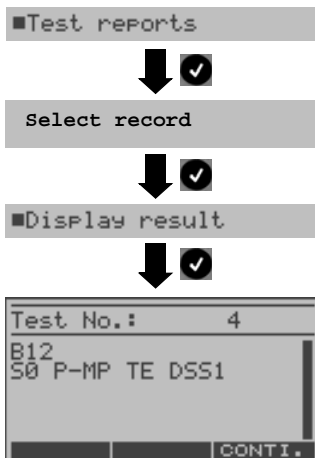 ■Test reports
Select record
■Display result
Test No.: 4
B12
S0 P-MP TE DSS1
CONTI.